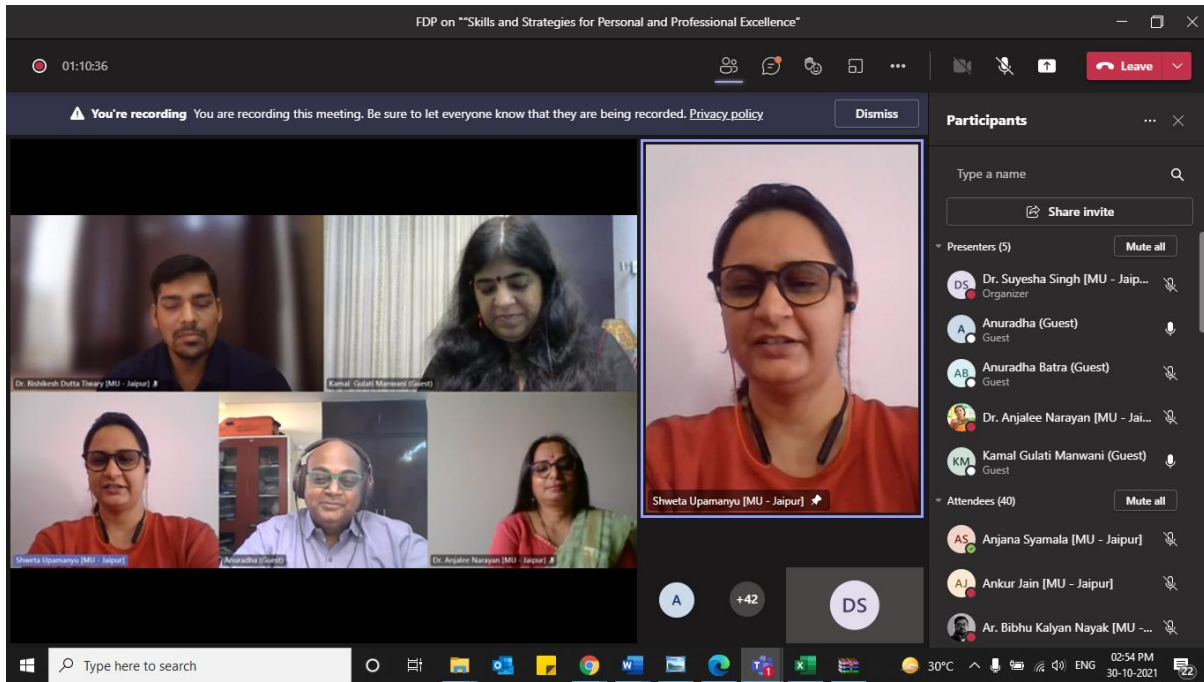 FDP on ""Skills and Strategies for Personal and Professional Excellence"
01:10:36
Leave
You're recording You are recording this meeting. Be sure to let everyone know that they are being recorded. Privacy policy
Dismiss
Dr. Rishikesh Dutta Tiwary [MU - Jaipur]
Kamal Gulati Manwani (Guest)
Shweta Upamanyu [MU - Jaipur]
Anuradha (Guest)
Dr. Anjalee Narayan [MU - Jaipur]
Shweta Upamanyu [MU - Jaipur]
A
+42
DS
Participants
Type a name
Share invite
Presenters (5)
Mute all
DS
Dr. Suyesha Singh [MU - Jaip...
Organizer
A
Anuradha (Guest)
Guest
AB
Anuradha Batra (Guest)
Guest
Dr. Anjalee Narayan [MU - Jai...
KM
Kamal Gulati Manwani (Guest)
Guest
Attendees (40)
Mute all
AS
Anjana Syamala [MU - Jaipur]
AJ
Ankur Jain [MU - Jaipur]
Ar. Bibhu Kalyan Nayak [MU -...
Type here to search
1
30°C
ENG
02:54 PM
30-10-2021
22